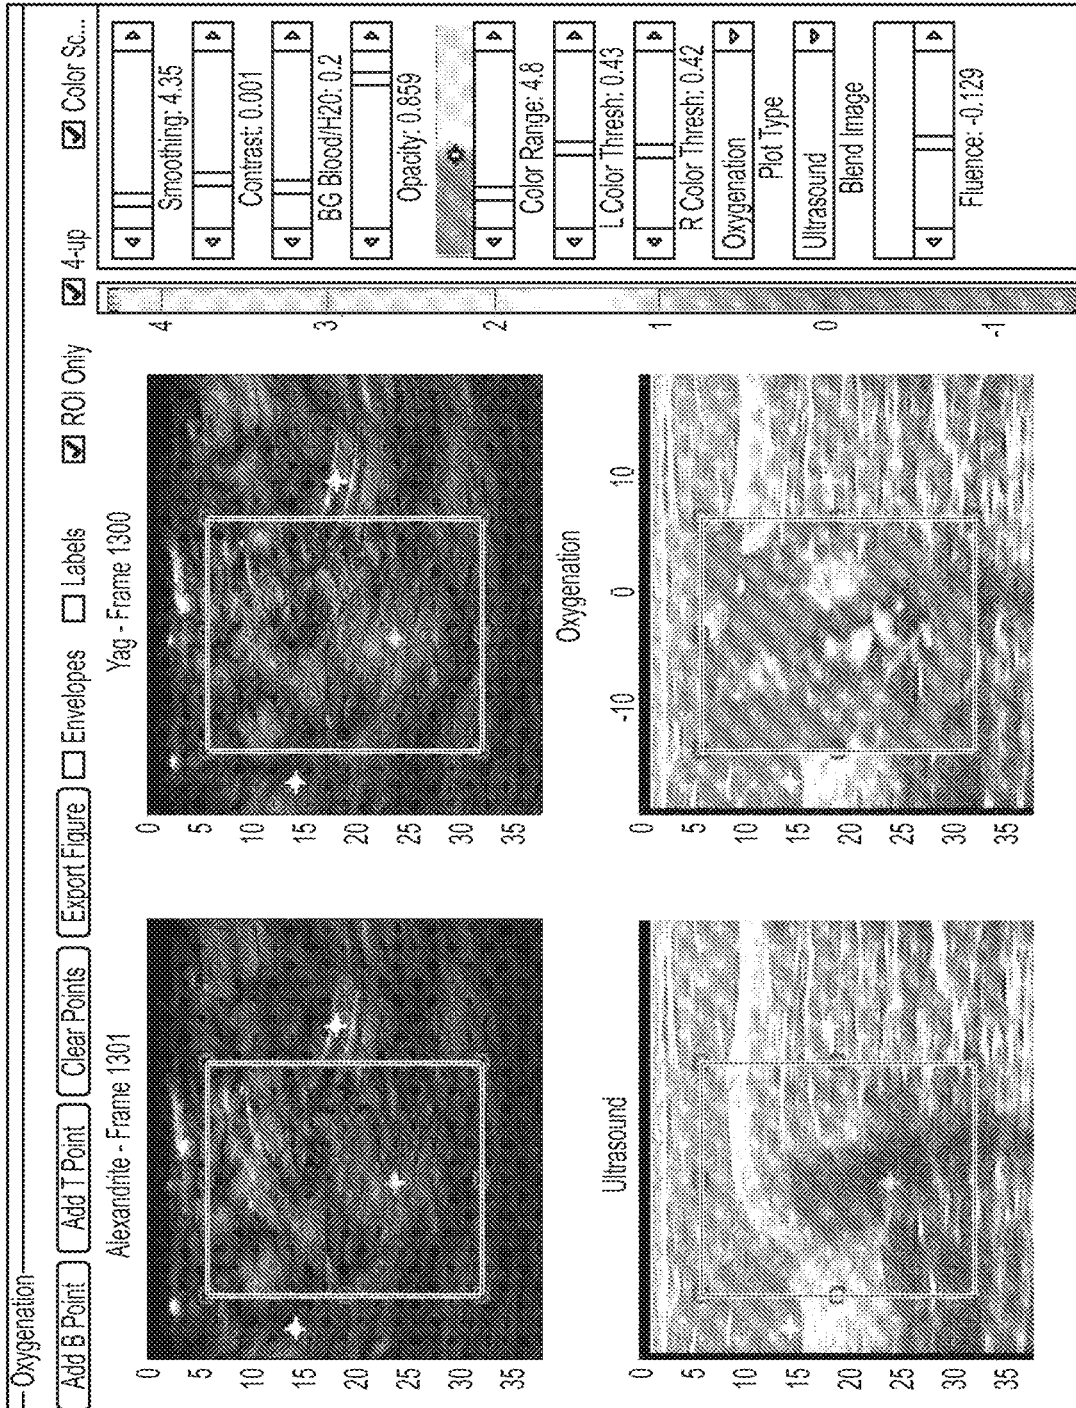 Oxygenation
Add B Point Add T Point Clear Points Export Figure Envelopes Labels ROI Only 4-up Color Sc...
Alexandrite - Frame 1301
0
5
10
15
20
25
30
35
Yag - Frame 1300
0
5
10
15
20
25
30
35
Ultrasound
0
5
10
15
20
25
30
35
Oxygenation
-10 0 10
0
5
10
15
20
25
30
35
4
3
2
1
0
-1
Smoothing: 4.35
Contrast: 0.001
BG Blood/H20: 0.2
Opacity: 0.859
Color Range: 4.8
L Color Thresh: 0.43
R Color Thresh: 0.42
Oxygenation
Plot Type
Ultrasound
Blend Image
Fluence: -0.129